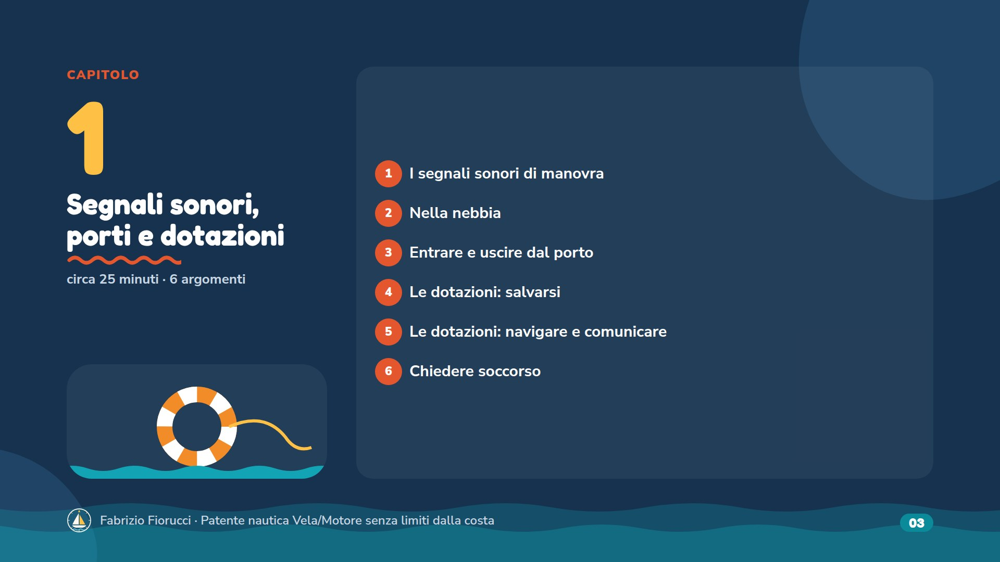 CAPITOLO
1
Segnali sonori,
porti e dotazioni
circa 25 minuti · 6 argomenti
1 I segnali sonori di manovra
2 Nella nebbia
3 Entrare e uscire dal porto
4 Le dotazioni: salvarsi
5 Le dotazioni: navigare e comunicare
6 Chiedere soccorso
Fabrizio Fiorucci · Patente nautica Vela/Motore senza limiti dalla costa
03